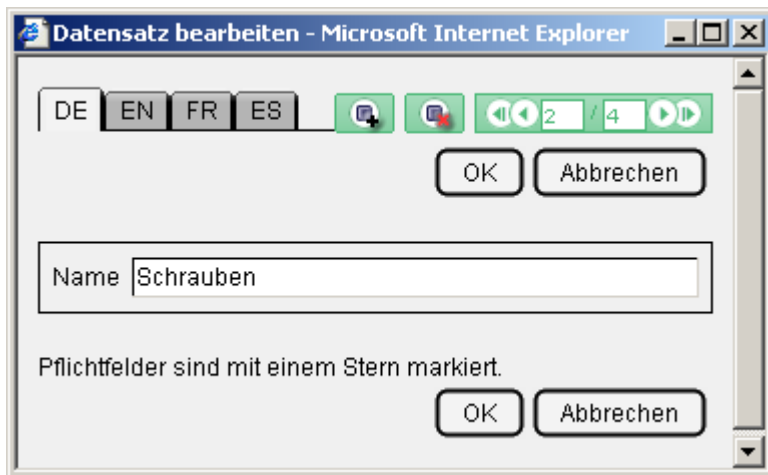 Datensatz bearbeiten - Microsoft Internet Explorer
DE EN FR ES 2 / 4
OK Abbrechen
Name Schrauben
Pflichtfelder sind mit einem Stern markiert.
OK Abbrechen